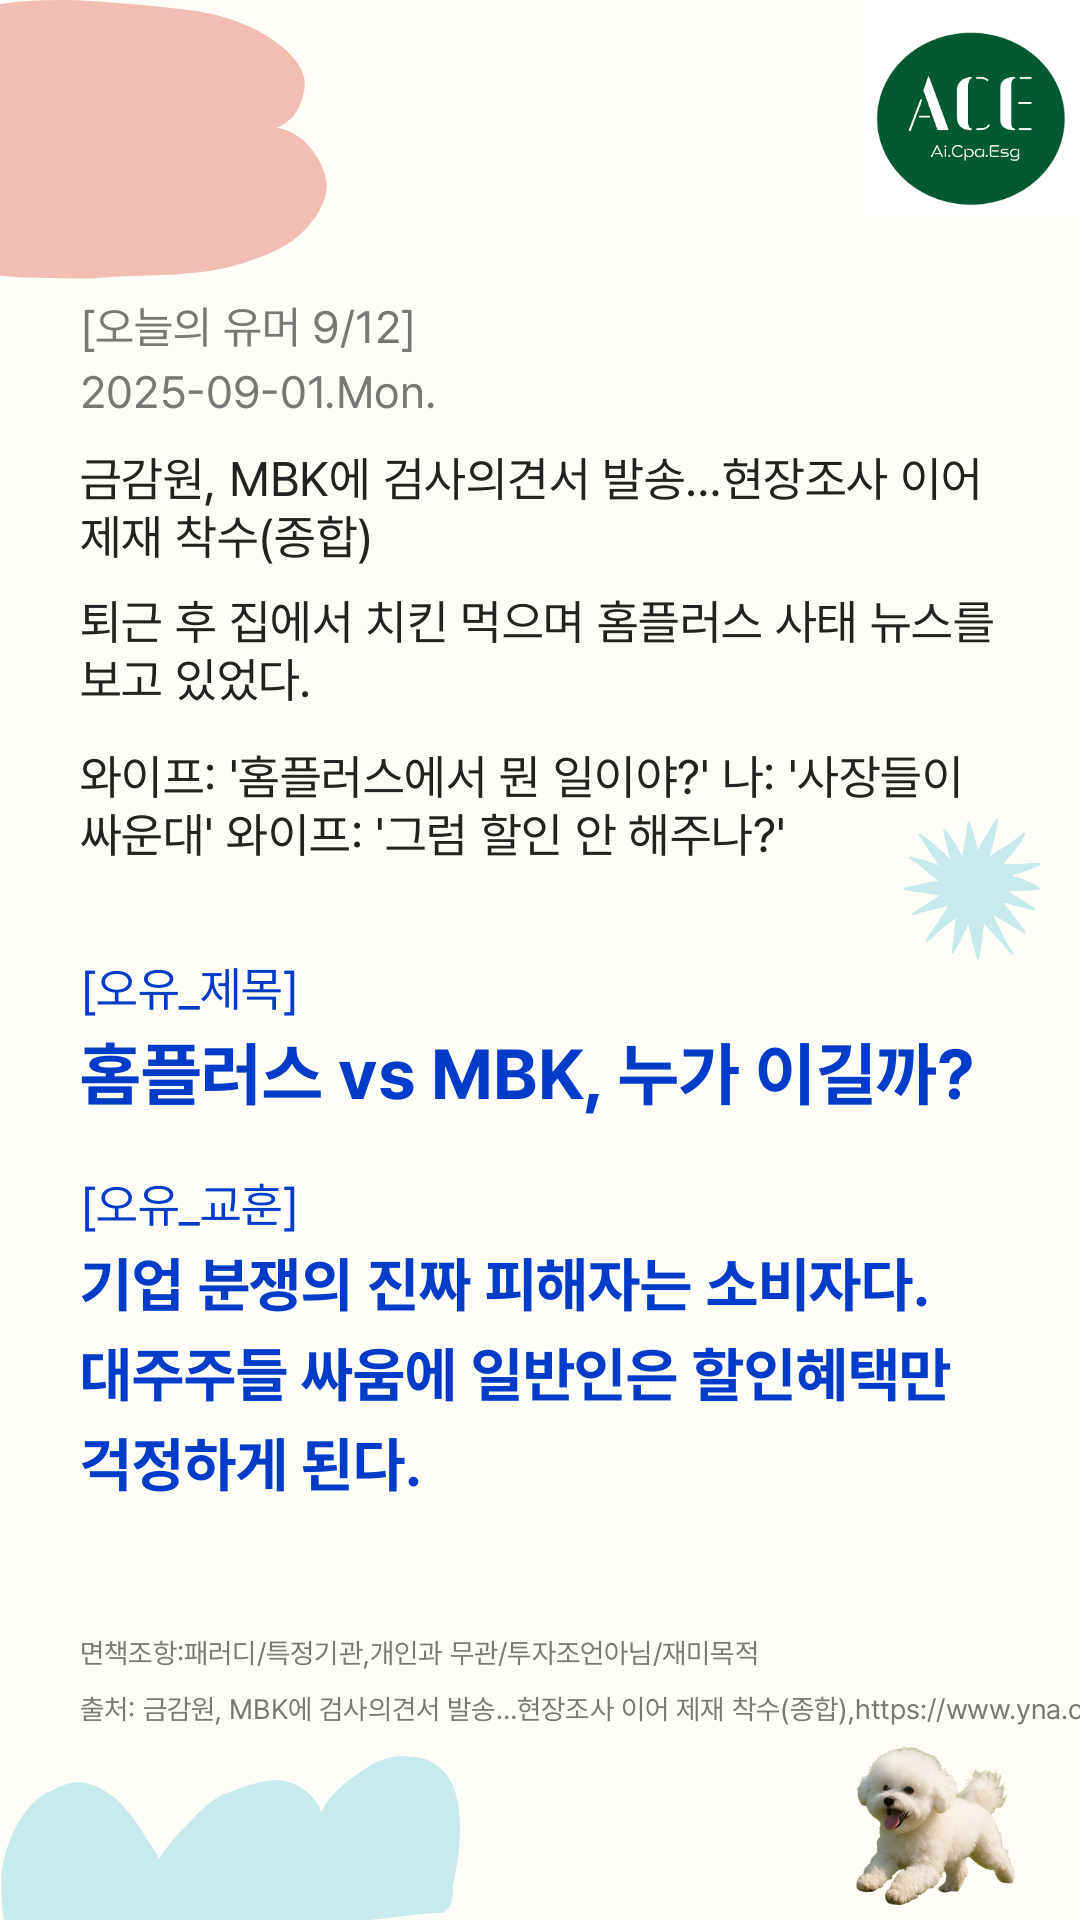 ACE
Ai.Cpa.Esg
[오늘의 유머 9/12]
2025-09-01.Mon.
금감원, MBK에 검사의견서 발송...현장조사 이어
제재 착수(종합)
퇴근 후 집에서 치킨 먹으며 홈플러스 사태 뉴스를
보고 있었다.
와이프: '홈플러스에서 뭔 일이야?' 나: '사장들이
싸운대' 와이프: '그럼 할인 안 해주나?'
[오유_제목]
홈플러스 vs MBK, 누가 이길까?
[오유_교훈]
기업 분쟁의 진짜 피해자는 소비자다.
대주주들 싸움에 일반인은 할인혜택만
걱정하게 된다.
면책조항:패러디/특정기관,개인과 무관/투자조언아님/재미목적
출처: 금감원, MBK에 검사의견서 발송...현장조사 이어 제재 착수(종합),https://www.yna.c